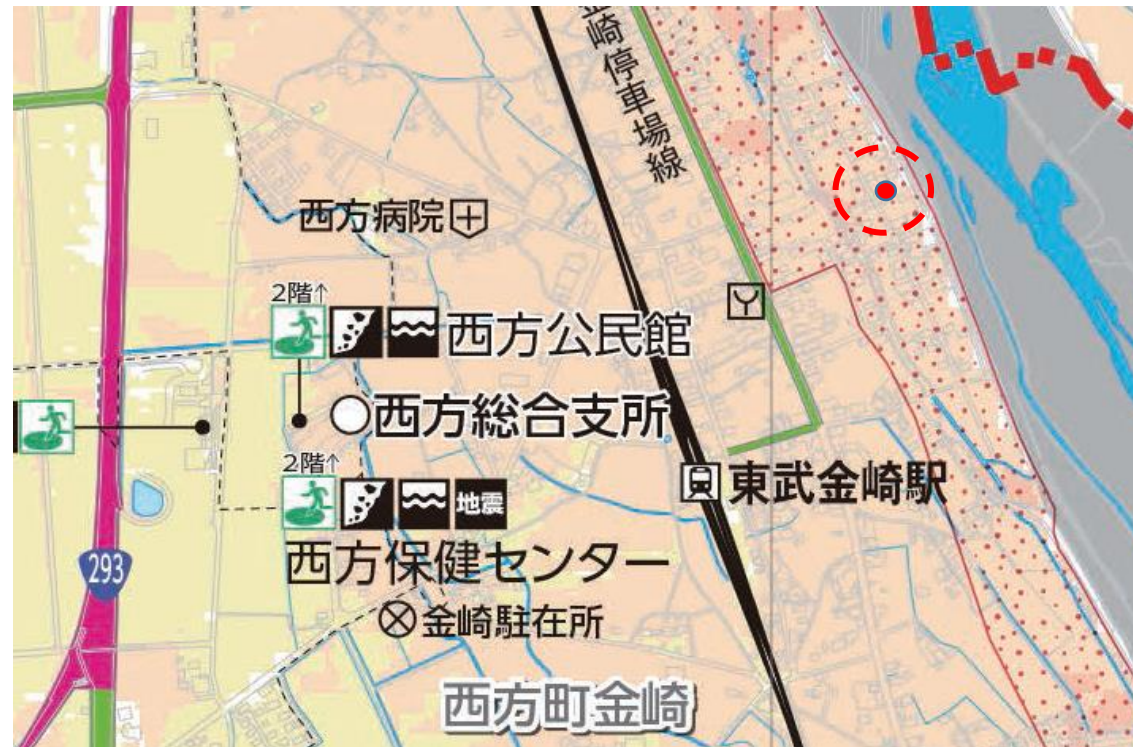 金崎停車場線
西方病院
2階↑
西方公民館
西方総合支所
2階↑
地震
東武金崎駅
293
西方保健センター
金崎駐在所
西方町金崎